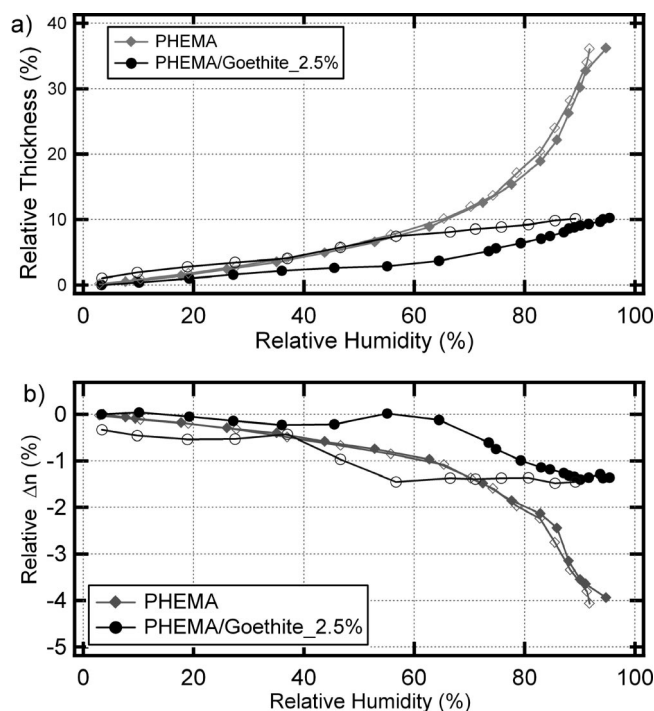 a)
40
30
20
10
0
Relative Thickness (%)
PHEMA
PHEMA/Goethite_2.5%
0 20 40 60 80 100
Relative Humidity (%)
b)
0
-1
-2
-3
-4
-5
Relative Δn (%)
PHEMA
PHEMA/Goethite_2.5%
0 20 40 60 80 100
Relative Humidity (%)